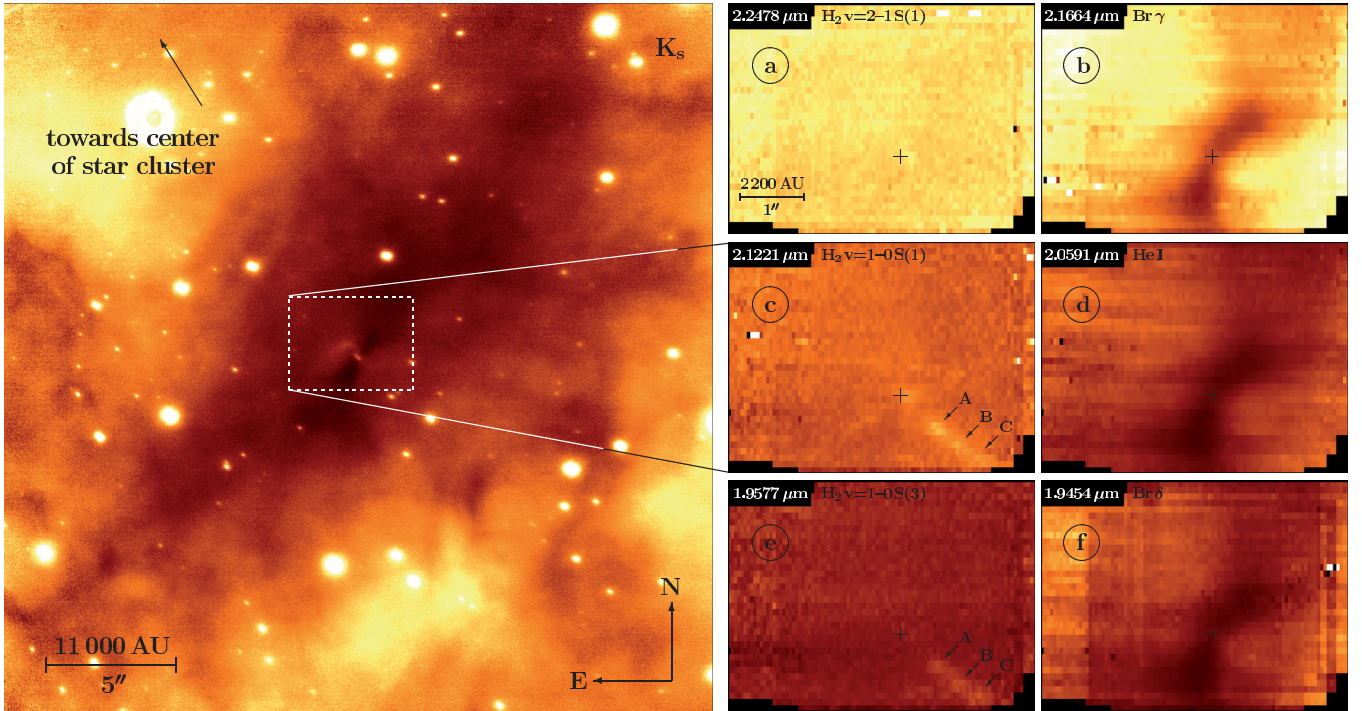 K_s
towards center
of star cluster
11 000 AU
5″
N
E
2.2478 μm H₂ v=2–1 S(1)
a
2200 AU
1″
2.1664 μm Br γ
b
2.1221 μm H₂ v=1–0 S(1)
c
A
B
C
2.0591 μm He I
d
1.9577 μm H₂ v=1–0 S(3)
e
A
B
C
1.9454 μm Br δ
f